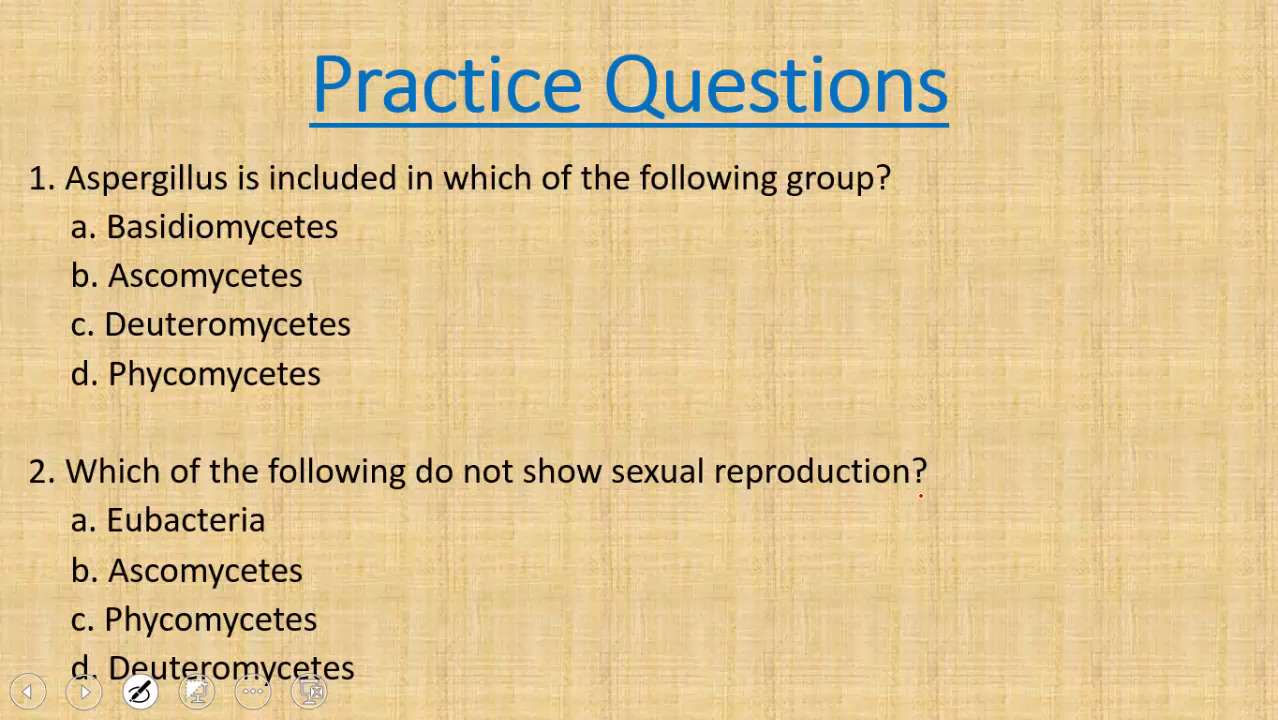 Practice Questions
1. Aspergillus is included in which of the following group?
a. Basidiomycetes
b. Ascomycetes
c. Deuteromycetes
d. Phycomycetes
2. Which of the following do not show sexual reproduction?
a. Eubacteria
b. Ascomycetes
c. Phycomycetes
d. Deuteromycetes